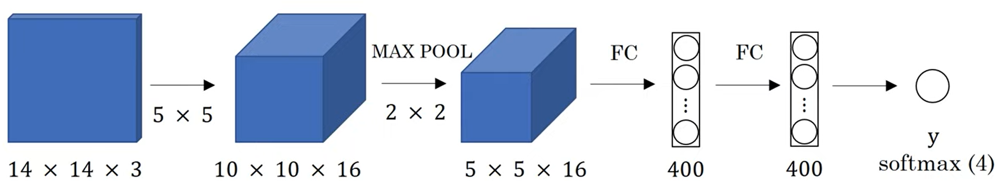 MAX POOL
FC
FC
5 × 5
2 × 2
y
14 × 14 × 3
10 × 10 × 16
5 × 5 × 16
400
400
softmax (4)